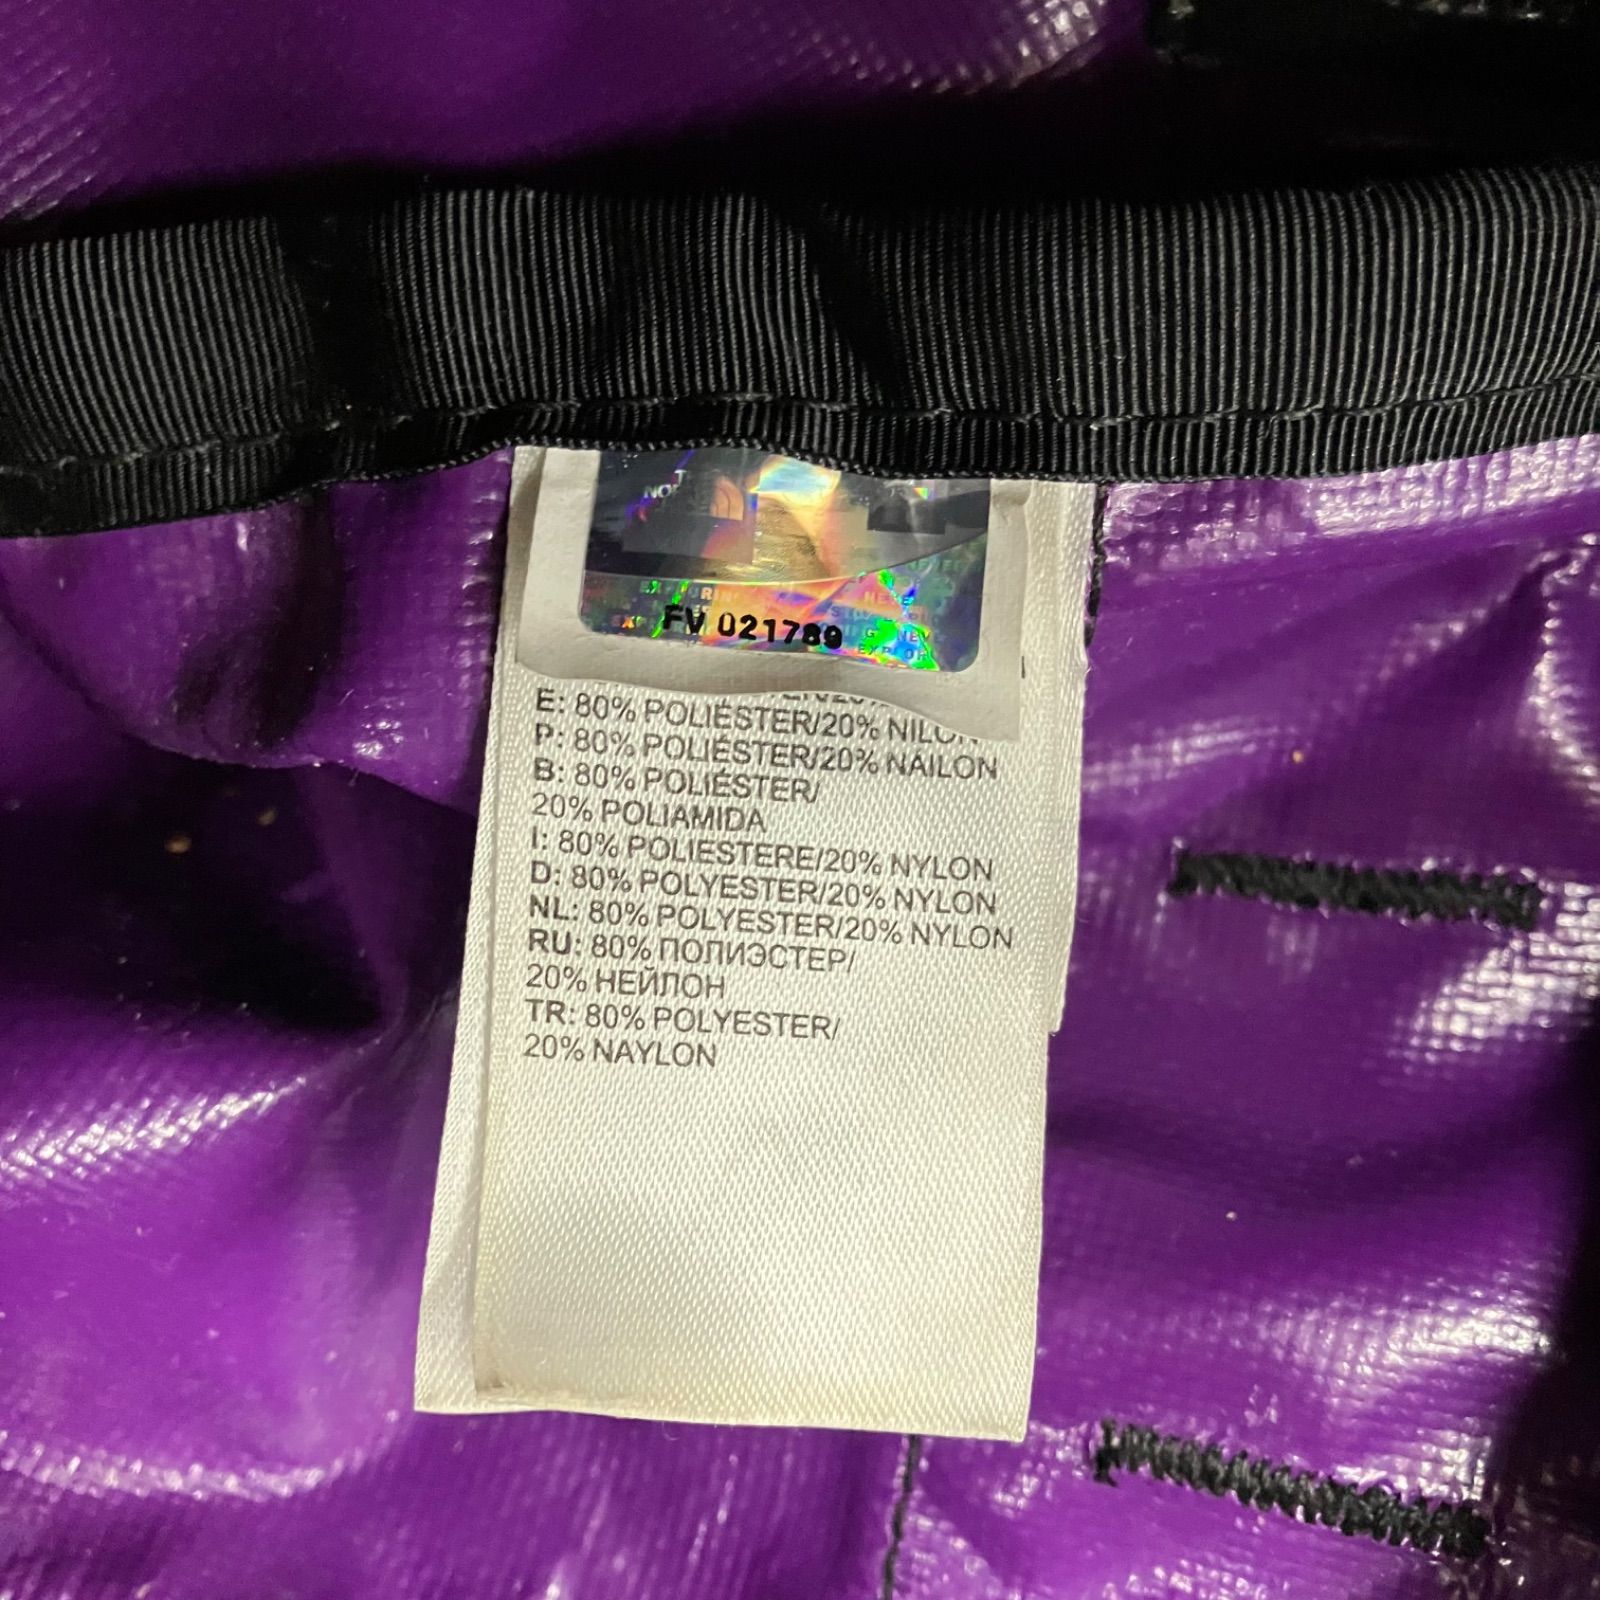 FV 021789
E: 80% POLIÉSTER/20% NILON
P: 80% POLIÉSTER/20% NAILON
B: 80% POLIÉSTER/
20% POLIAMIDA
I: 80% POLIESTERE/20% NYLON
D: 80% POLYESTER/20% NYLON
NL: 80% POLYESTER/20% NYLON
RU: 80% ПОЛИЭСТЕР/
20% НЕЙЛОН
TR: 80% POLYESTER/
20% NAYLON